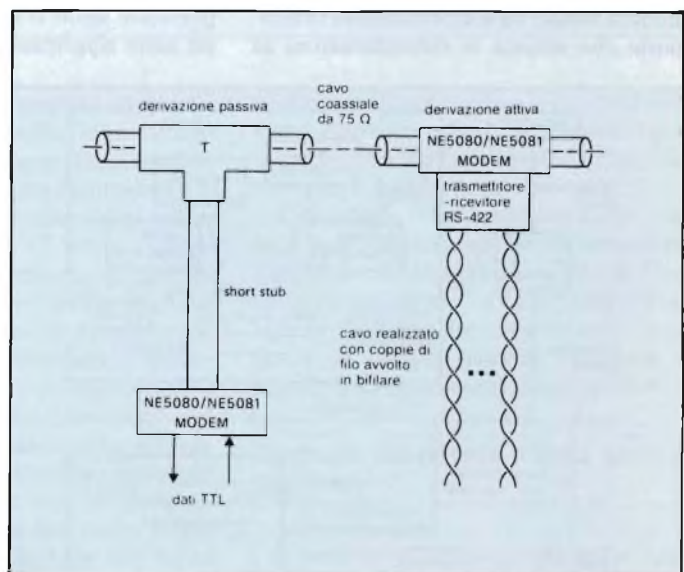 cavo
coassiale
da 75 Ω
derivazione passiva
derivazione attiva
T
NE5080/NE5081
MODEM
trasmettitore
-ricevitore
RS-422
short stub
cavo realizzato
con coppie di
filo avvolto
in bifilare
NE5080/NE5081
MODEM
dati TTL